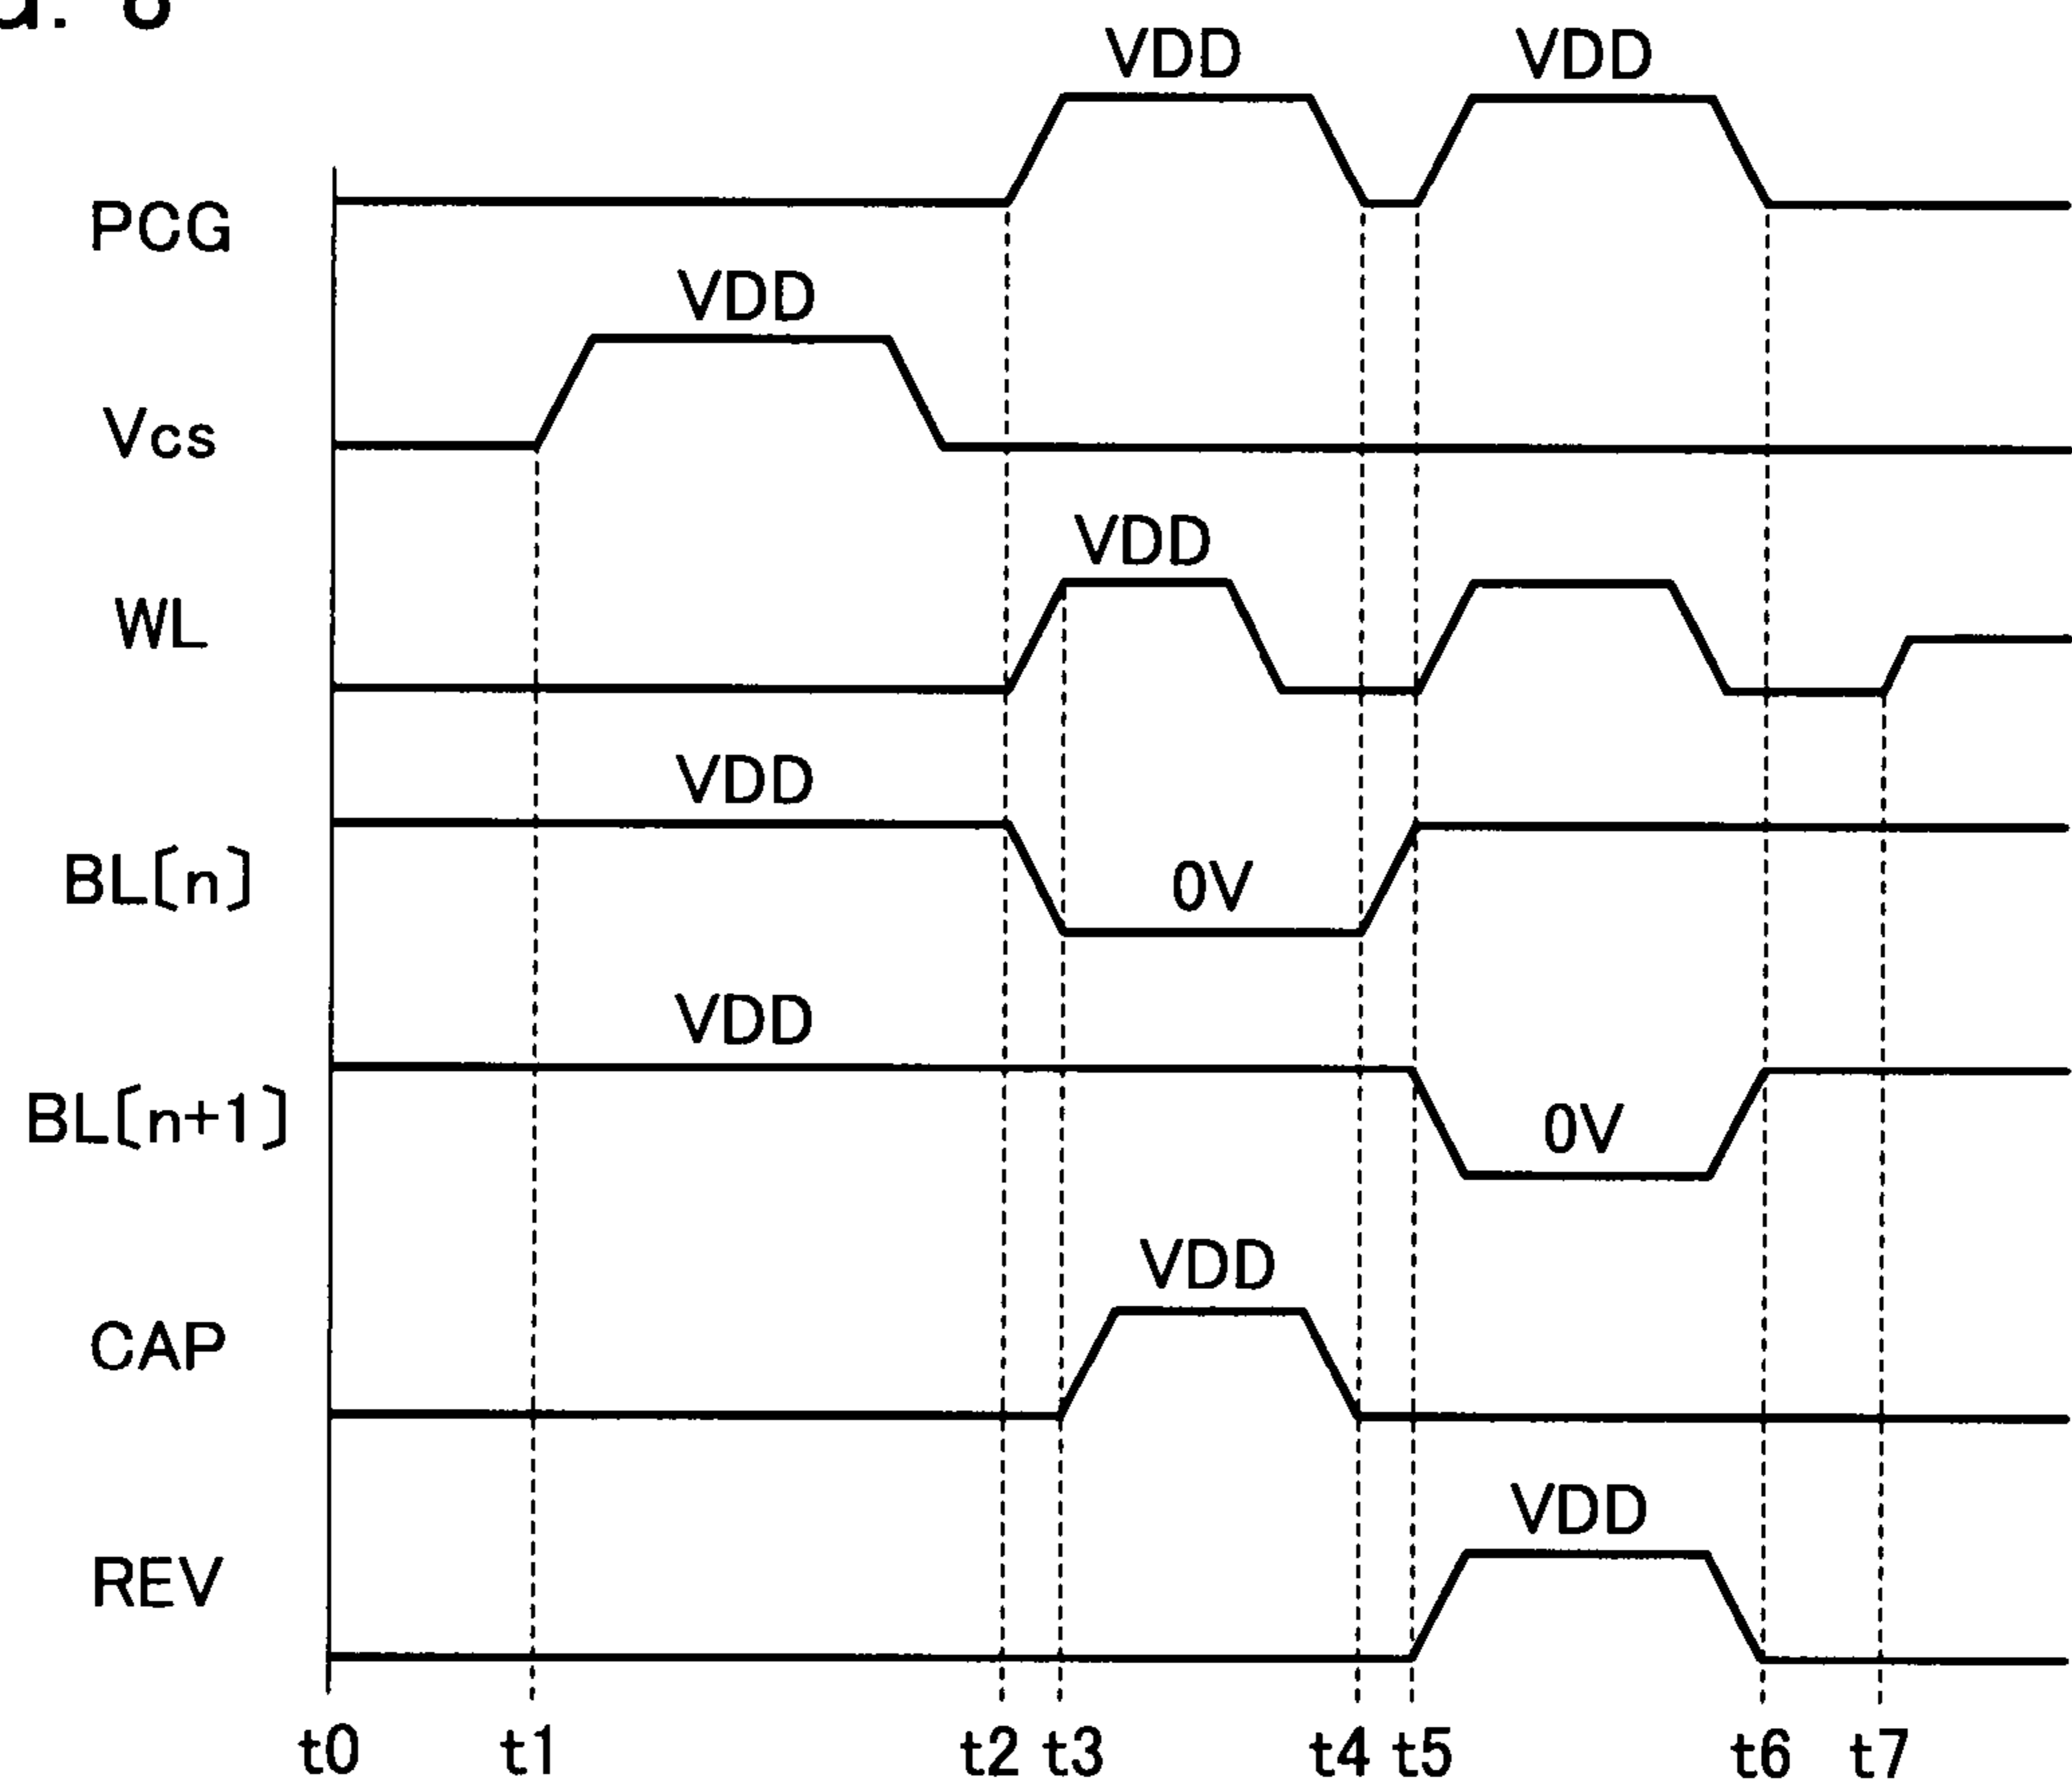 VDD VDD
PCG
VDD
Vcs
VDD
WL
VDD
BL[n]
0V
VDD
BL[n+1]
0V
VDD
CAP
VDD
REV
t0 t1 t2 t3 t4 t5 t6 t7